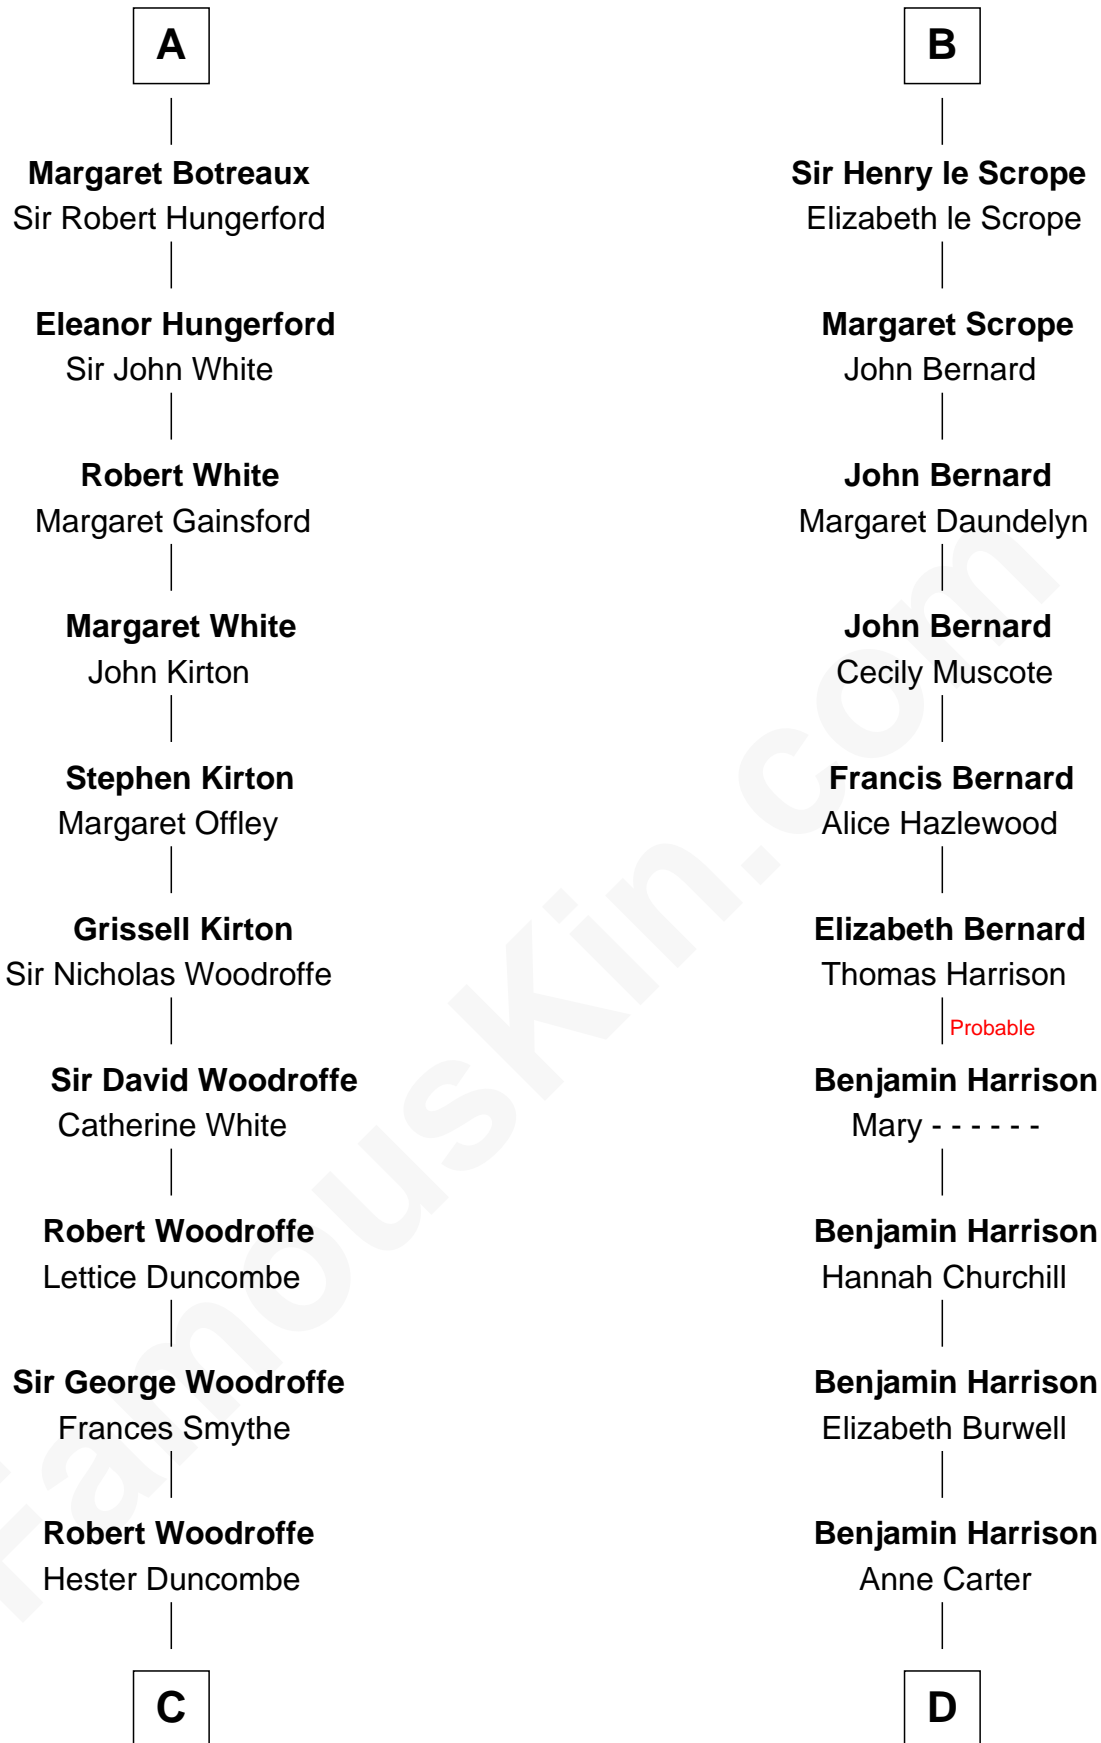 A
Margaret Botreaux
Sir Robert Hungerford
Eleanor Hungerford
Sir John White
Robert White
Margaret Gainsford
Margaret White
John Kirton
Stephen Kirton
Margaret Offley
Grissell Kirton
Sir Nicholas Woodroffe
Sir David Woodroffe
Catherine White
Robert Woodroffe
Lettice Duncombe
Sir George Woodroffe
Frances Smythe
Robert Woodroffe
Hester Duncombe
C
B
Sir Henry le Scrope
Elizabeth le Scrope
Margaret Scrope
John Bernard
John Bernard
Margaret Daundelyn
John Bernard
Cecily Muscote
Francis Bernard
Alice Hazlewood
Elizabeth Bernard
Thomas Harrison
Probable
Benjamin Harrison
Mary - - - - - -
Benjamin Harrison
Hannah Churchill
Benjamin Harrison
Elizabeth Burwell
Benjamin Harrison
Anne Carter
D
FamousKin.com